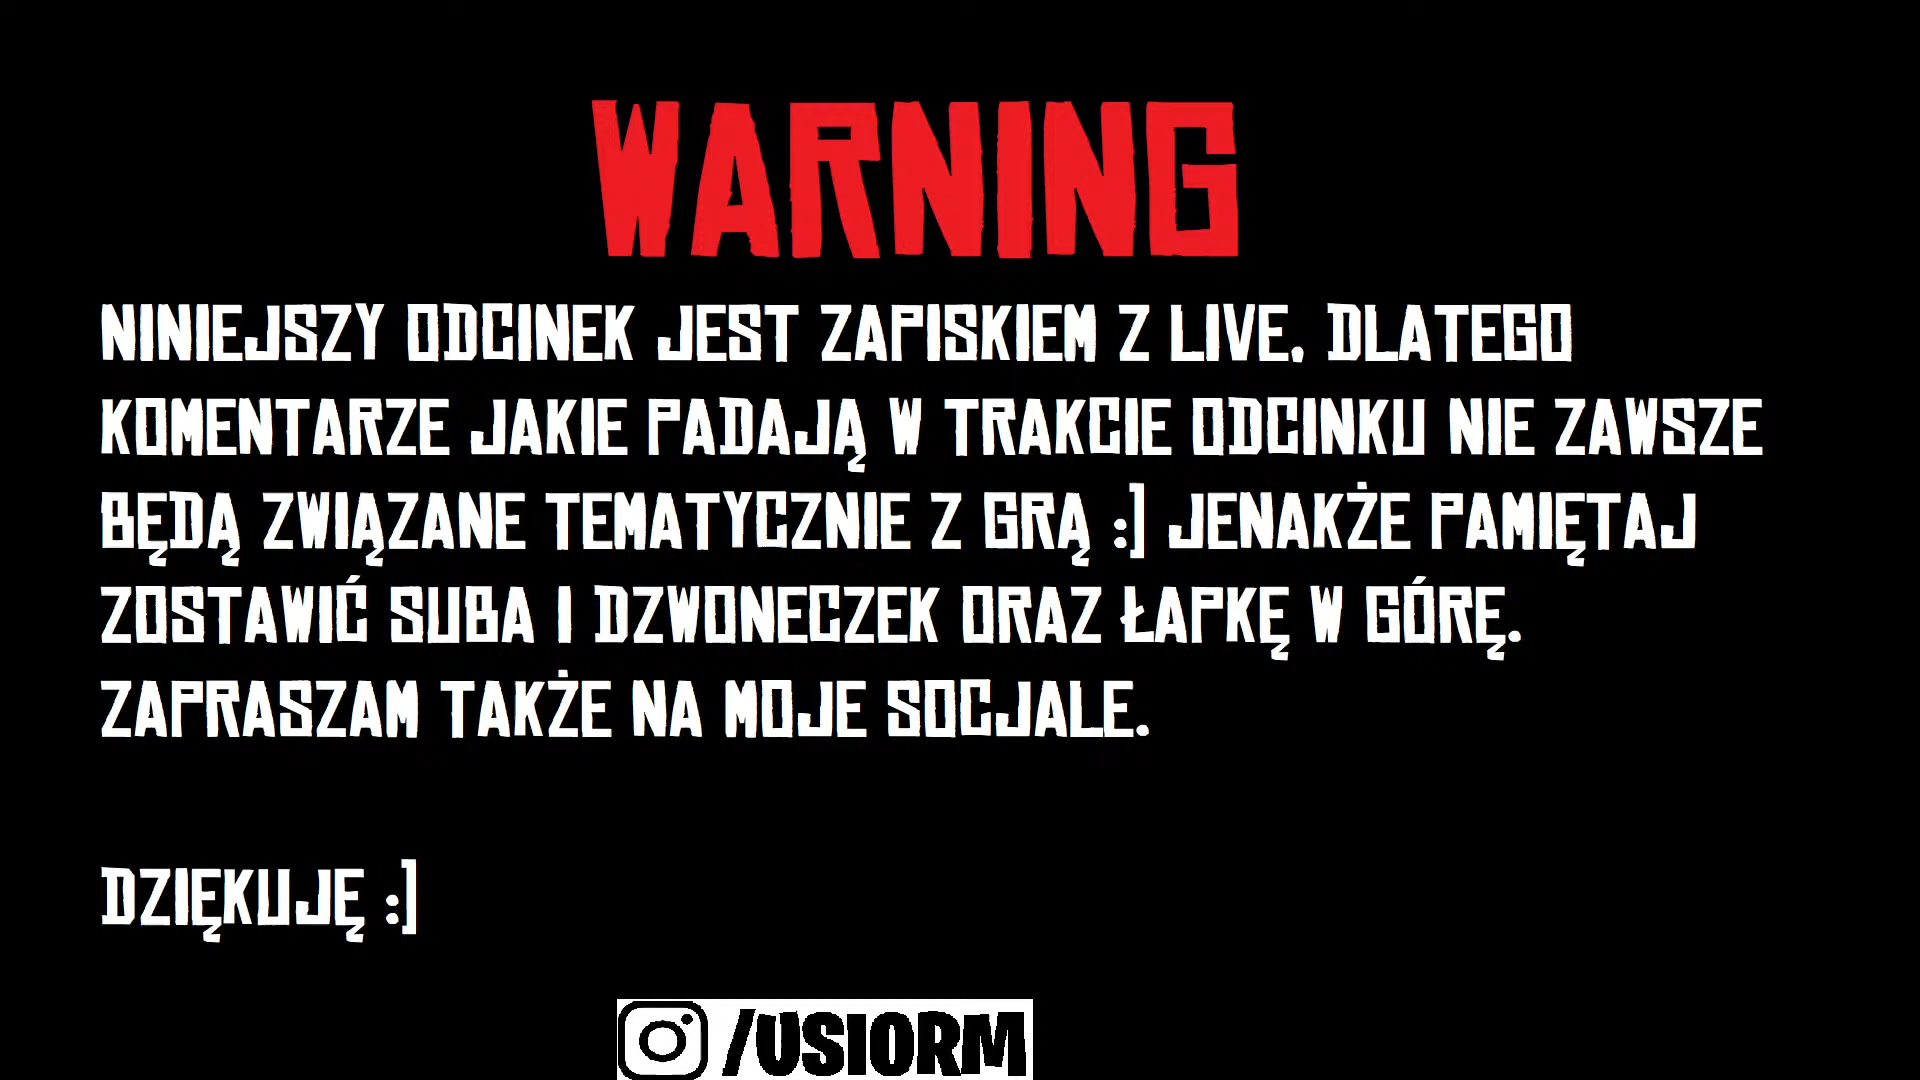 WARNING
NINIEJSZY ODCINEK JEST ZAPISKIEM Z LIVE, DLATEGO
KOMENTARZE JAKIE PADAJĄ W TRAKCIE ODCINKU NIE ZAWSZE
BĘDĄ ZWIĄZANE TEMATYCZNIE Z GRĄ :] JENAKŻE PAMIĘTAJ
ZOSTAWIĆ SUBA I DZWONECZEK ORAZ ŁAPKĘ W GÓRĘ.
ZAPRASZAM TAKŻE NA MOJE SOCJALE.
DZIĘKUJĘ :]
/USIORM